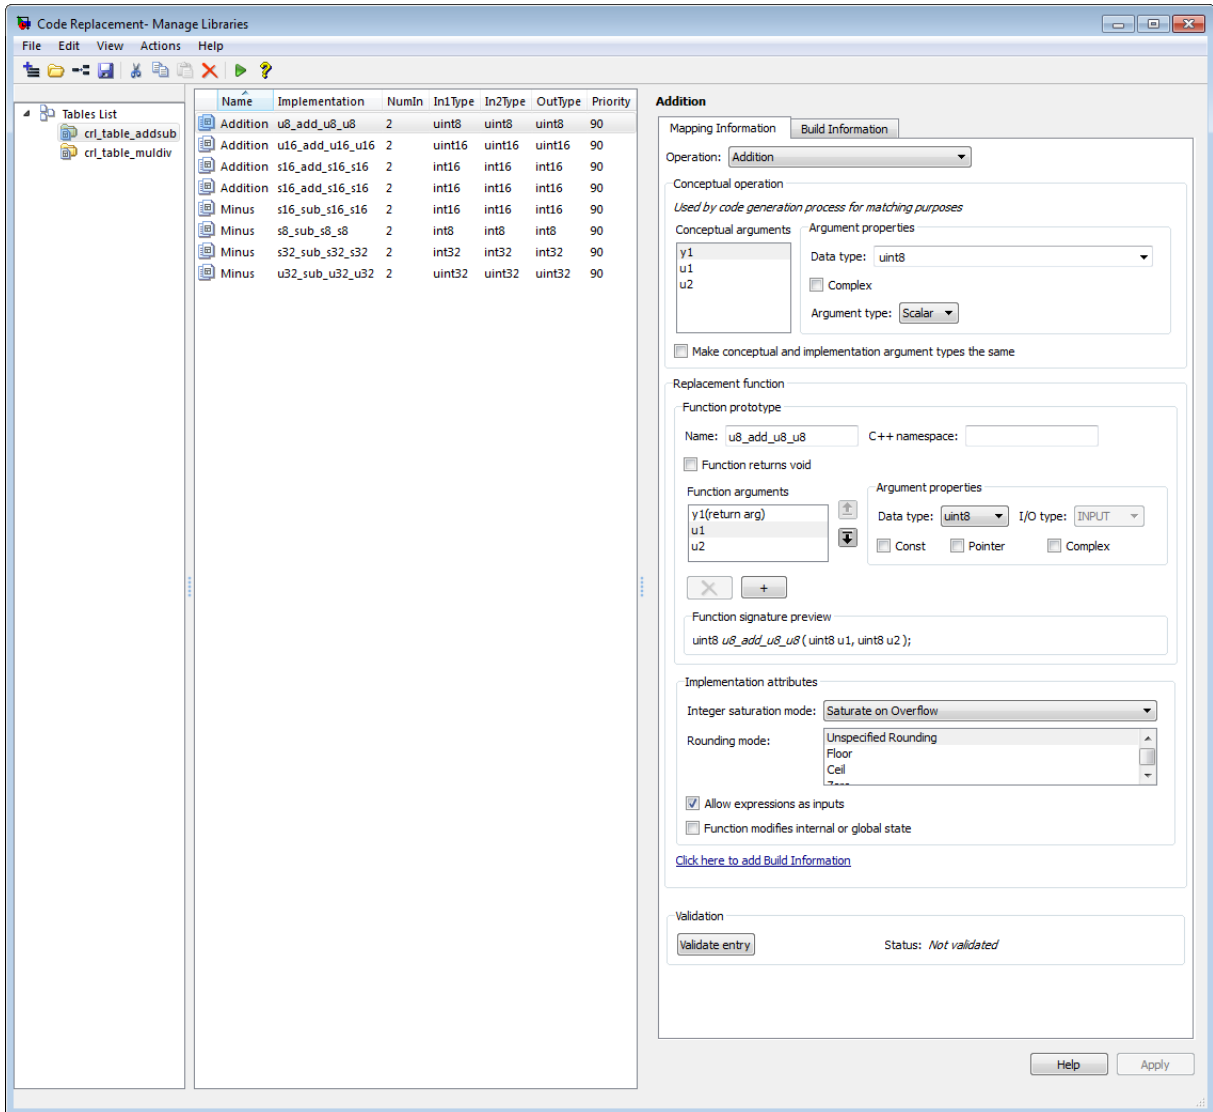 Code Replacement- Manage Libraries
File Edit View Actions Help
Tables List
crl_table_addsub
crl_table_muldiv
Name Implementation NumIn In1Type In2Type OutType Priority
Addition u8_add_u8_u8 2 uint8 uint8 uint8 90
Addition u16_add_u16_u16 2 uint16 uint16 uint16 90
Addition s16_add_s16_s16 2 int16 int16 int16 90
Addition s16_add_s16_s16 2 int16 int16 int16 90
Minus s16_sub_s16_s16 2 int16 int16 int16 90
Minus s8_sub_s8_s8 2 int8 int8 int8 90
Minus s32_sub_s32_s32 2 int32 int32 int32 90
Minus u32_sub_u32_u32 2 uint32 uint32 uint32 90
Addition
Mapping Information Build Information
Operation: Addition
Conceptual operation
Used by code generation process for matching purposes
Conceptual arguments
y1
u1
u2
Argument properties
Data type: uint8
Complex
Argument type: Scalar
Make conceptual and implementation argument types the same
Replacement function
Function prototype
Name: u8_add_u8_u8 C++ namespace:
Function returns void
Function arguments
y1(return arg)
u1
u2
Argument properties
Data type: uint8 I/O type: INPUT
Const Pointer Complex
+
Function signature preview
uint8 u8_add_u8_u8 ( uint8 u1, uint8 u2 );
Implementation attributes
Integer saturation mode: Saturate on Overflow
Rounding mode: Unspecified Rounding
Floor
Ceil
Allow expressions as inputs
Function modifies internal or global state
Click here to add Build Information
Validation
Validate entry Status: Not validated
Help Apply